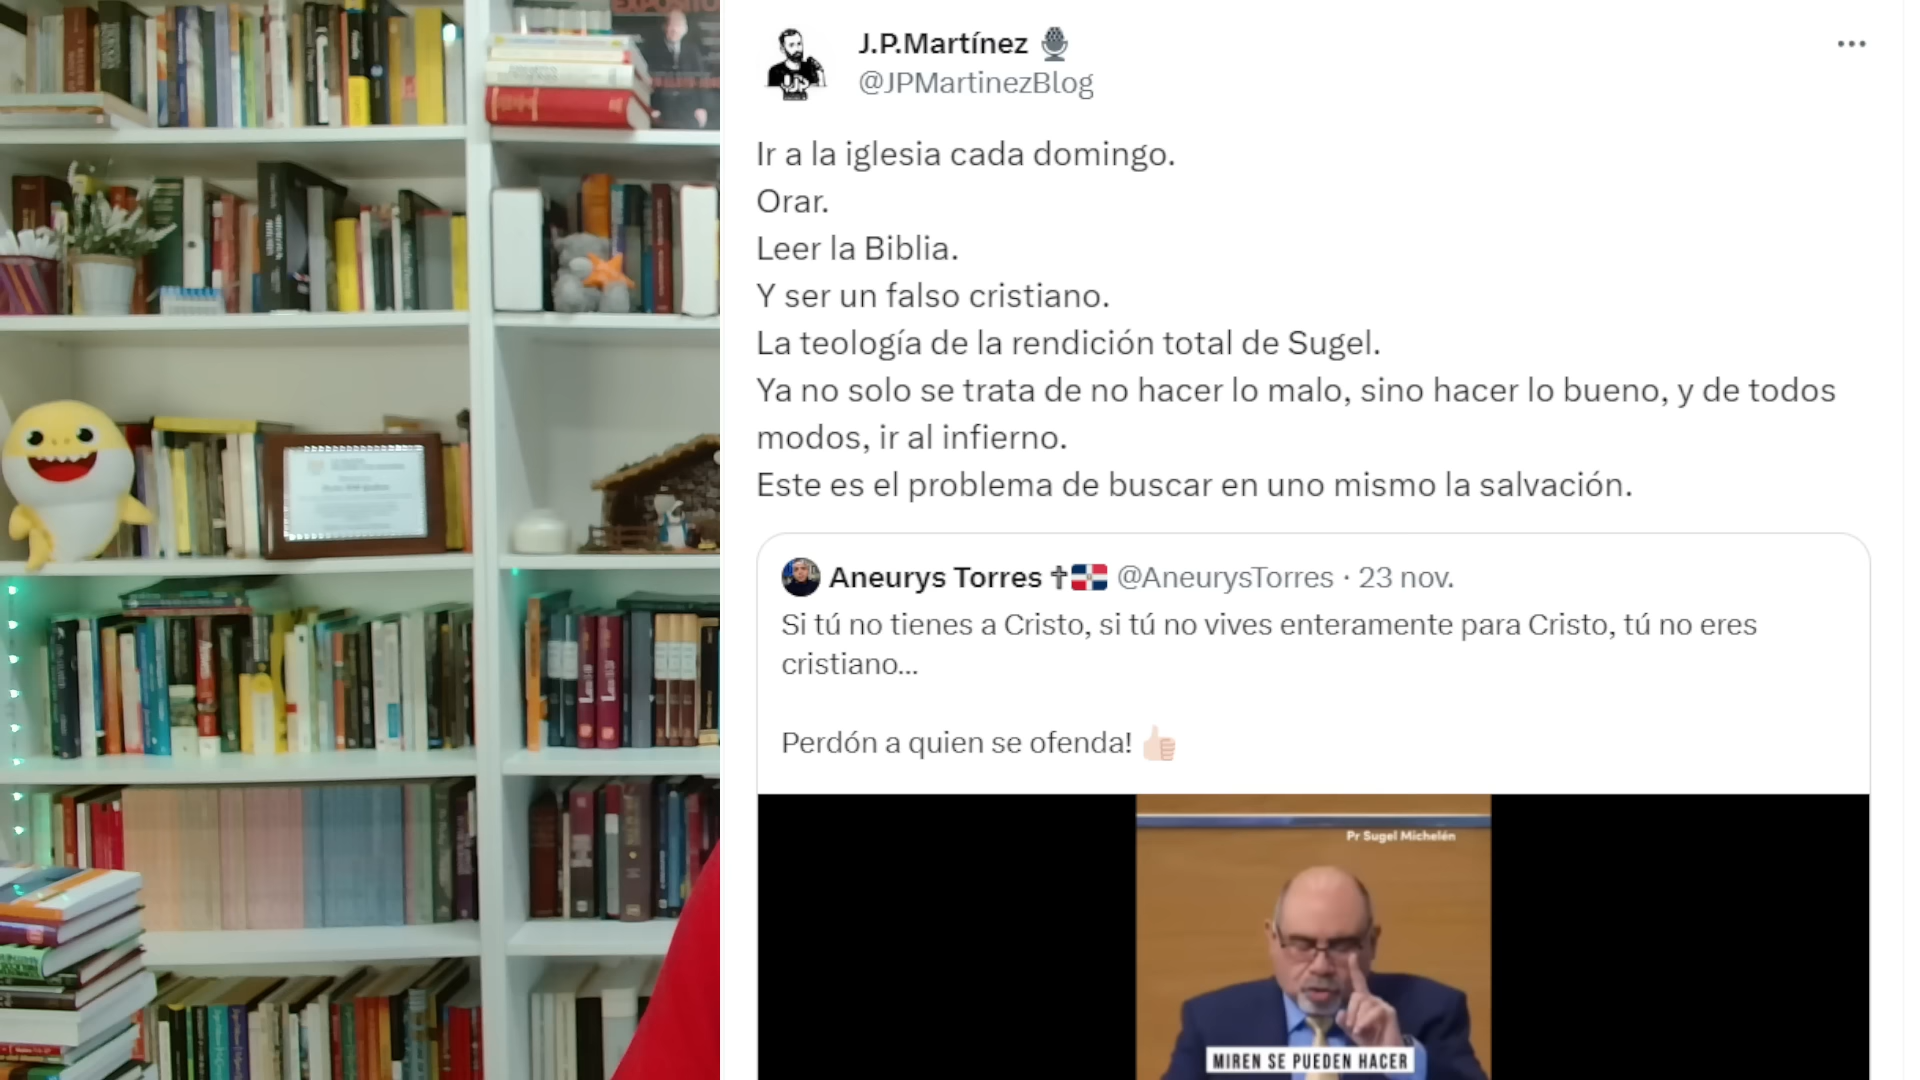 J.P.Martínez
@JPMartinezBlog
Ir a la iglesia cada domingo.
Orar.
Leer la Biblia.
Y ser un falso cristiano.
La teología de la rendición total de Sugel.
Ya no solo se trata de no hacer lo malo, sino hacer lo bueno, y de todos
modos, ir al infierno.
Este es el problema de buscar en uno mismo la salvación.
Aneurys Torres @AneurysTorres · 23 nov.
Si tú no tienes a Cristo, si tú no vives enteramente para Cristo, tú no eres
cristiano...
Perdón a quien se ofenda!
Pr Sugel Michelén
MIREN SE PUEDEN HACER